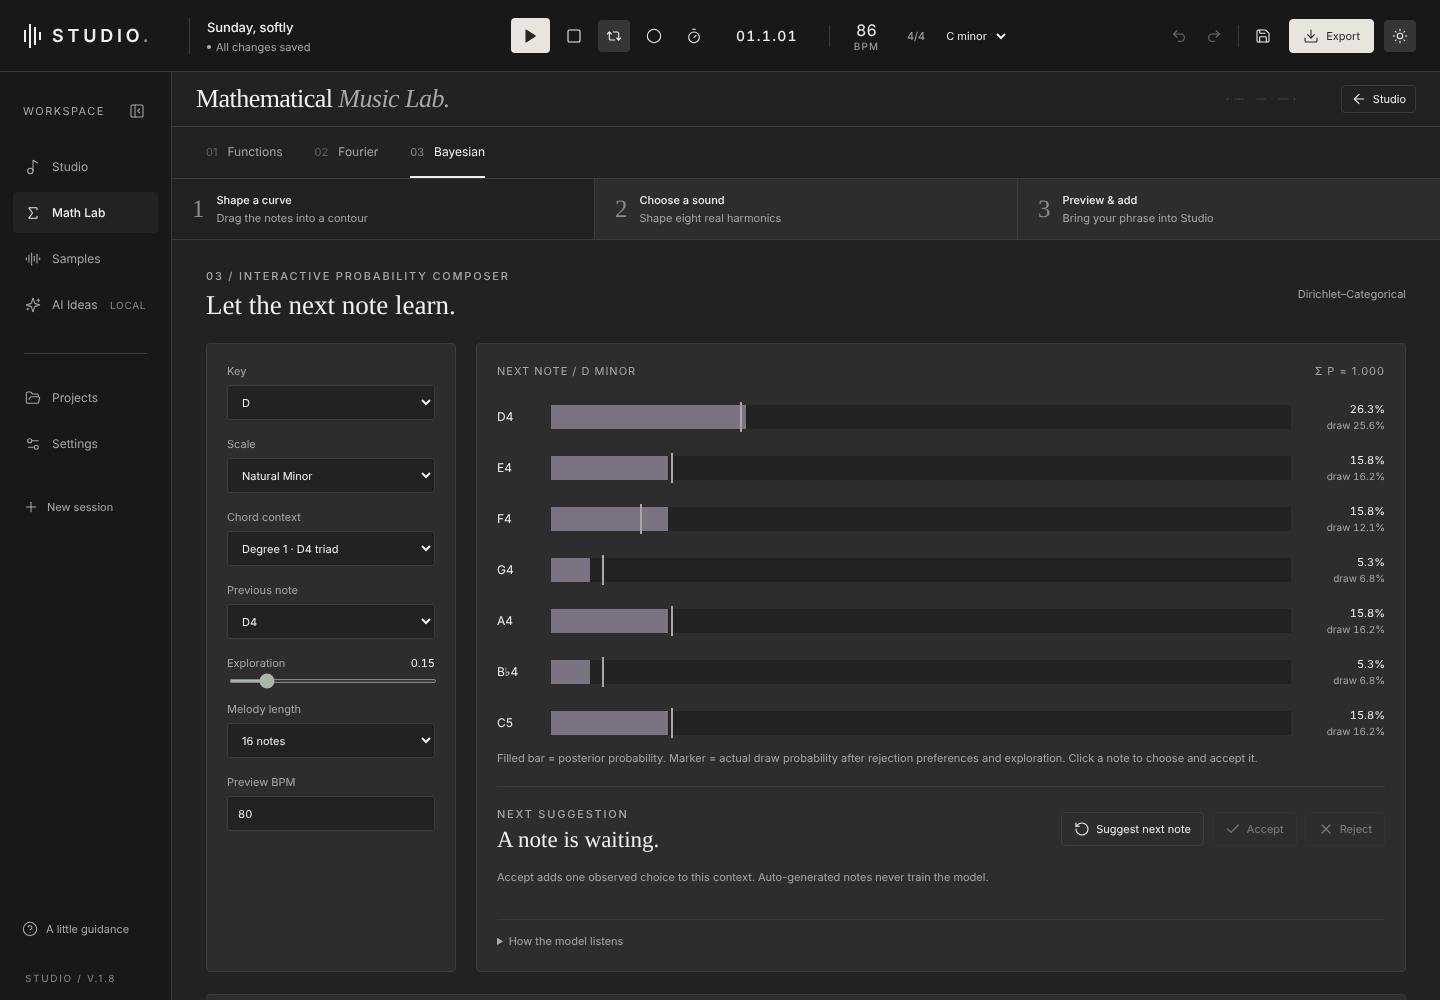 STUDIO.
Sunday, softly
• All changes saved
01.1.01
86
BPM
4/4
C minor
Export
WORKSPACE
Studio
Math Lab
Samples
AI Ideas LOCAL
Projects
Settings
New session
A little guidance
STUDIO / V.1.8
Mathematical Music Lab.
Studio
01 Functions
02 Fourier
03 Bayesian
1 Shape a curve
Drag the notes into a contour
2 Choose a sound
Shape eight real harmonics
3 Preview & add
Bring your phrase into Studio
03 / INTERACTIVE PROBABILITY COMPOSER
Let the next note learn.
Dirichlet–Categorical
Key
D
Scale
Natural Minor
Chord context
Degree 1 · D4 triad
Previous note
D4
Exploration 0.15
Melody length
16 notes
Preview BPM
80
NEXT NOTE / D MINOR
Σ P = 1.000
D4 26.3%
draw 25.6%
E4 15.8%
draw 16.2%
F4 15.8%
draw 12.1%
G4 5.3%
draw 6.8%
A4 15.8%
draw 16.2%
B♭4 5.3%
draw 6.8%
C5 15.8%
draw 16.2%
Filled bar = posterior probability. Marker = actual draw probability after rejection preferences and exploration. Click a note to choose and accept it.
NEXT SUGGESTION
A note is waiting.
Suggest next note
Accept
Reject
Accept adds one observed choice to this context. Auto-generated notes never train the model.
How the model listens